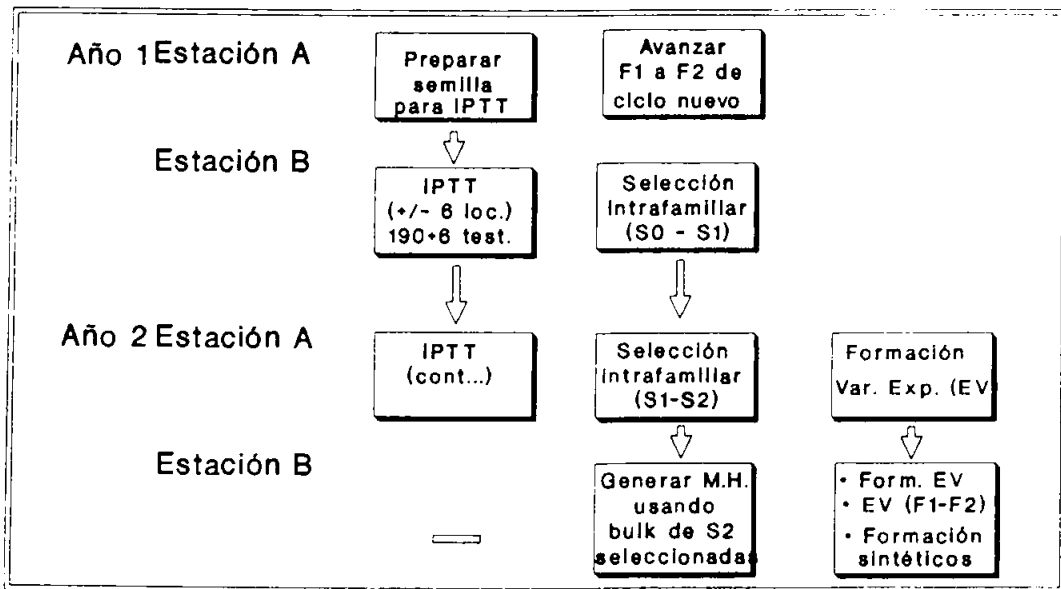 Año 1 Estación A
Preparar
semilla
para IPTT
Avanzar
F1 a F2 de
ciclo nuevo
Estación B
IPTT
(+/- 6 loc.)
190+6 test.
Selección
intrafamiliar
(S0 - S1)
Año 2 Estación A
IPTT
(cont...)
Selección
intrafamiliar
(S1-S2)
Formación
Var. Exp. (EV
Estación B
Generar M.H.
usando
bulk de S2
seleccionadas
• Form. EV
• EV (F1-F2)
• Formación
sintéticos